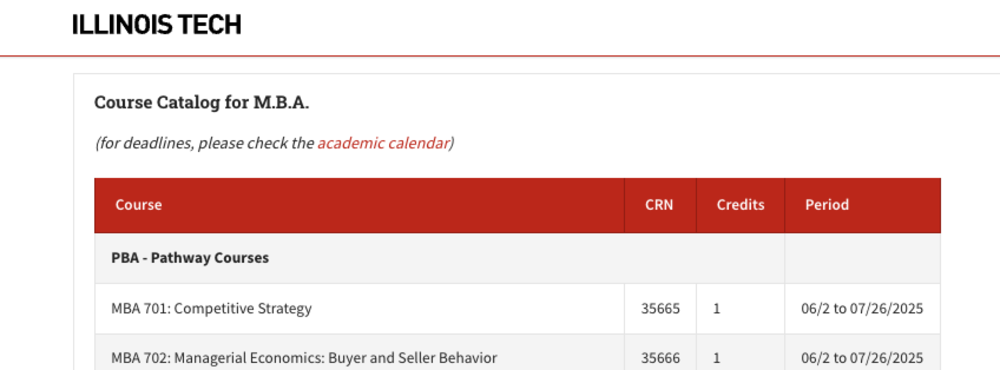 ILLINOIS TECH
Course Catalog for M.B.A.
(for deadlines, please check the academic calendar)
Course CRN Credits Period
PBA - Pathway Courses
MBA 701: Competitive Strategy 35665 1 06/2 to 07/26/2025
MBA 702: Managerial Economics: Buyer and Seller Behavior 35666 1 06/2 to 07/26/2025